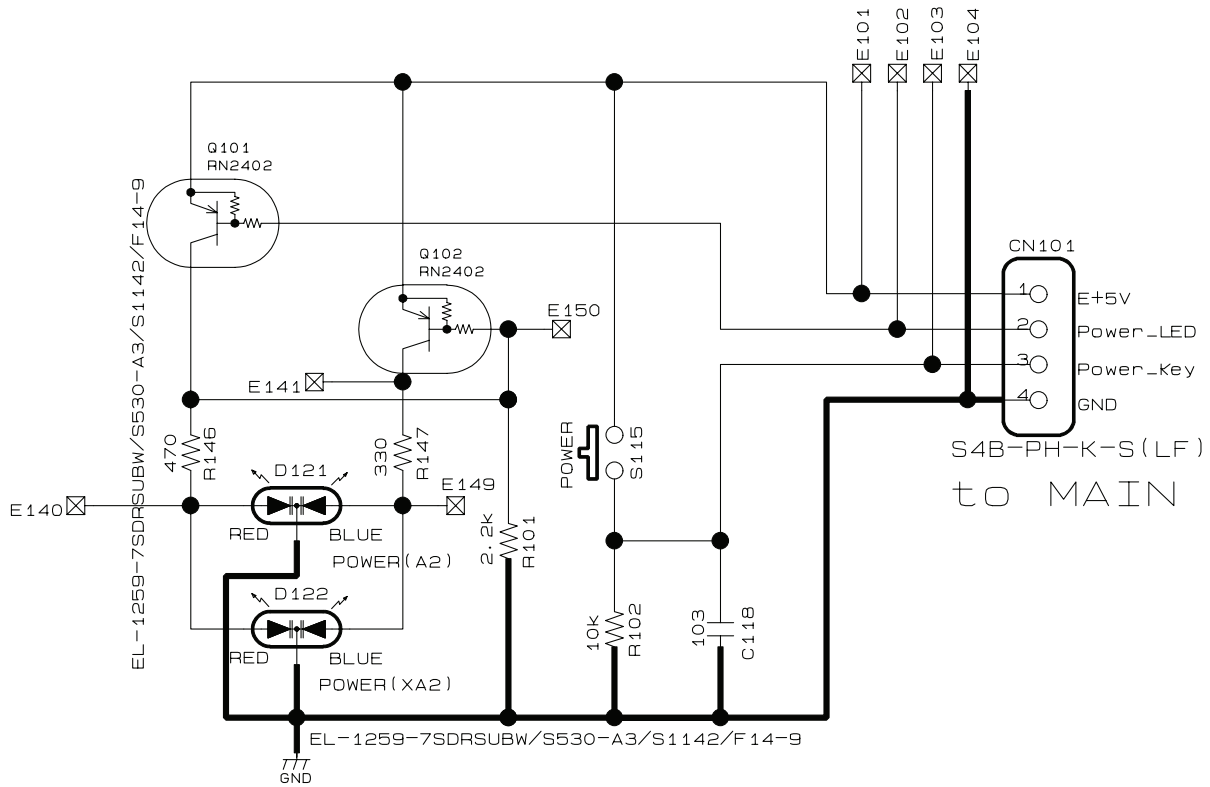 E101
E102
E103
E104
Q101
RN2402
EL-1259-7SDRSUBW/S530-A3/S1142/F14-9
Q102
RN2402
CN101
1
E+5V
2
Power_LED
3
Power_Key
4
GND
S4B-PH-K-S(LF)
to MAIN
E150
E141
470
R146
330
R147
POWER
S115
D121
E149
E140
RED
BLUE
POWER(A2)
2.2k
R101
D122
RED
BLUE
POWER(XA2)
10k
R102
103
C118
EL-1259-7SDRSUBW/S530-A3/S1142/F14-9
GND